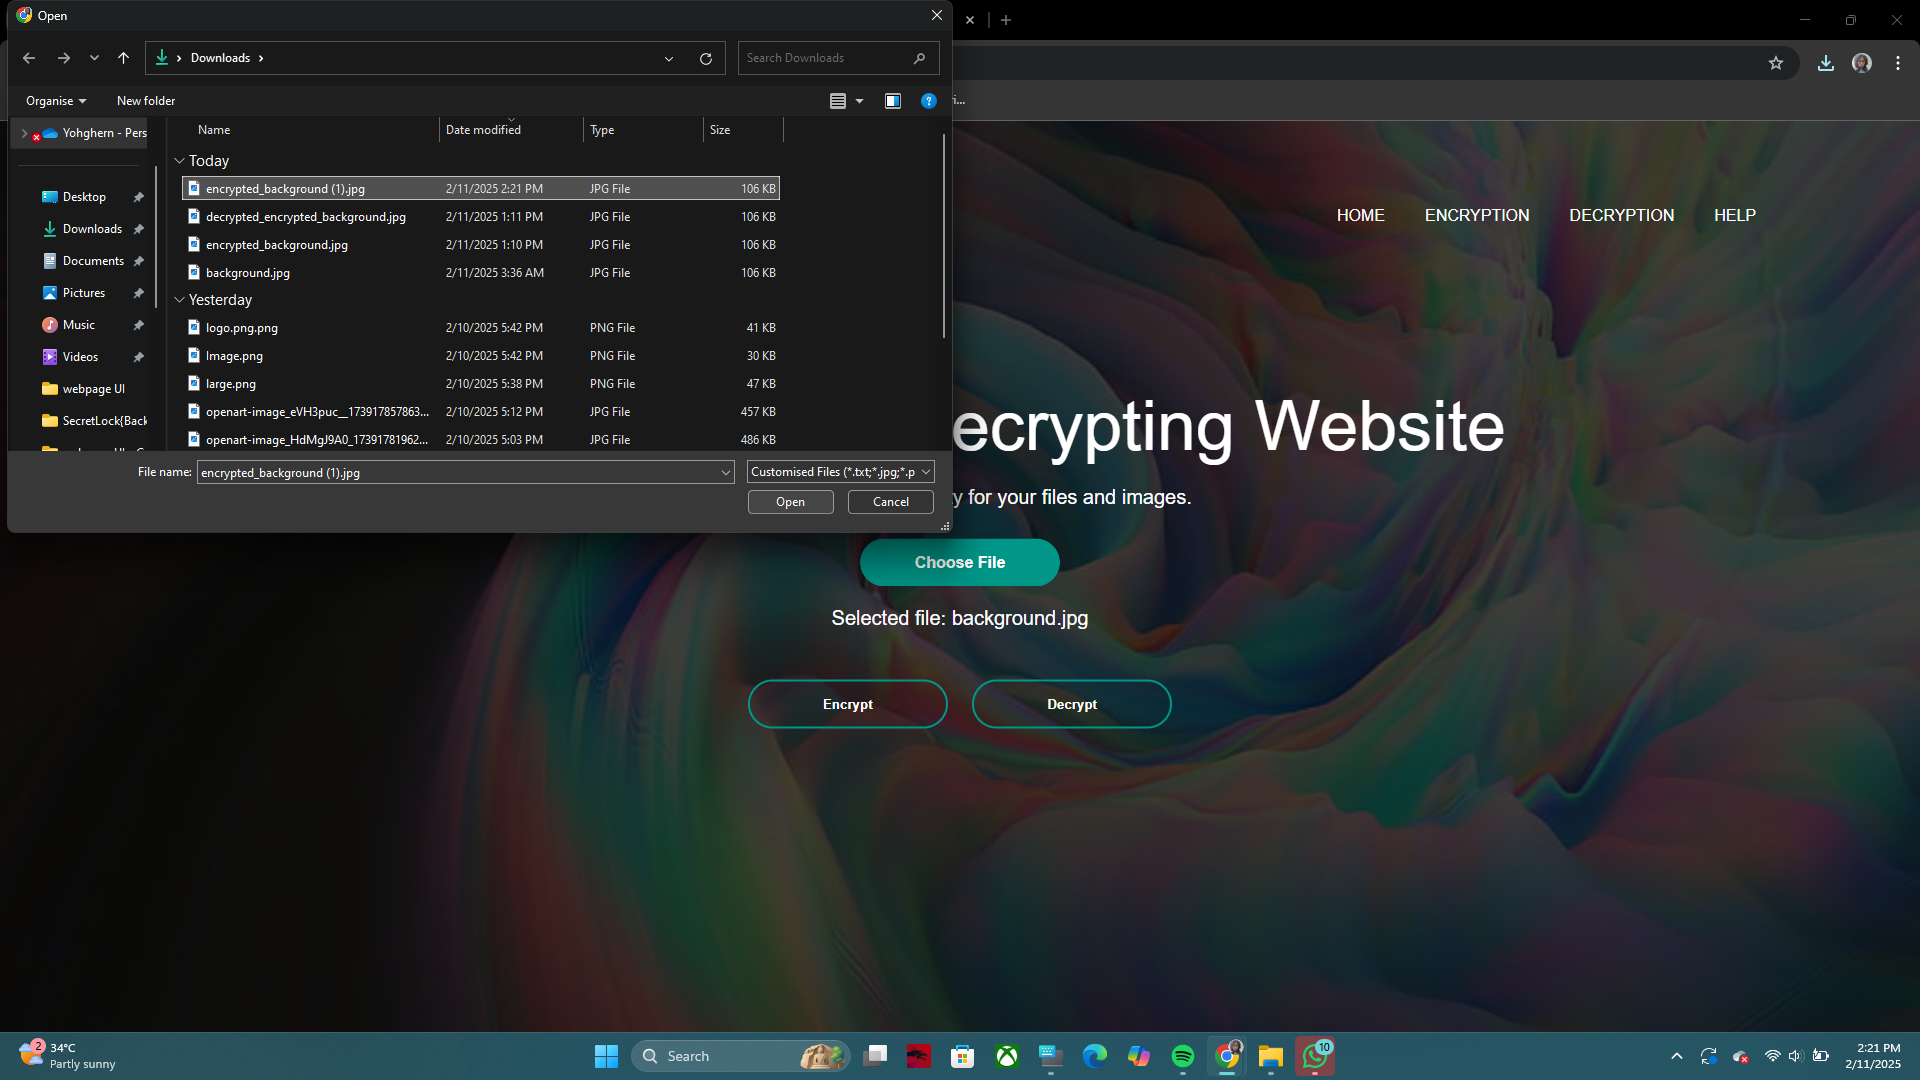 Open
Downloads
Search Downloads
Organise
New folder
i...
Yohghern - Pers
Name
Date modified
Type
Size
Today
encrypted_background (1).jpg 2/11/2025 2:21 PM JPG File 106 KB
decrypted_encrypted_background.jpg 2/11/2025 1:11 PM JPG File 106 KB
encrypted_background.jpg 2/11/2025 1:10 PM JPG File 106 KB
background.jpg 2/11/2025 3:36 AM JPG File 106 KB
Yesterday
logo.png.png 2/10/2025 5:42 PM PNG File 41 KB
Image.png 2/10/2025 5:42 PM PNG File 30 KB
large.png 2/10/2025 5:38 PM PNG File 47 KB
openart-image_eVH3puc__173917857863... 2/10/2025 5:12 PM JPG File 457 KB
openart-image_HdMgJ9A0_17391781962... 2/10/2025 5:03 PM JPG File 486 KB
Desktop
Downloads
Documents
Pictures
Music
Videos
webpage UI
SecretLock{Back
File name: encrypted_background (1).jpg
Customised Files (*.txt;*.jpg;*.p
Open
Cancel
HOME
ENCRYPTION
DECRYPTION
HELP
ecrypting Website
y for your files and images.
Choose File
Selected file: background.jpg
Encrypt
Decrypt
2
34°C
Partly sunny
Search
10
2:21 PM
2/11/2025